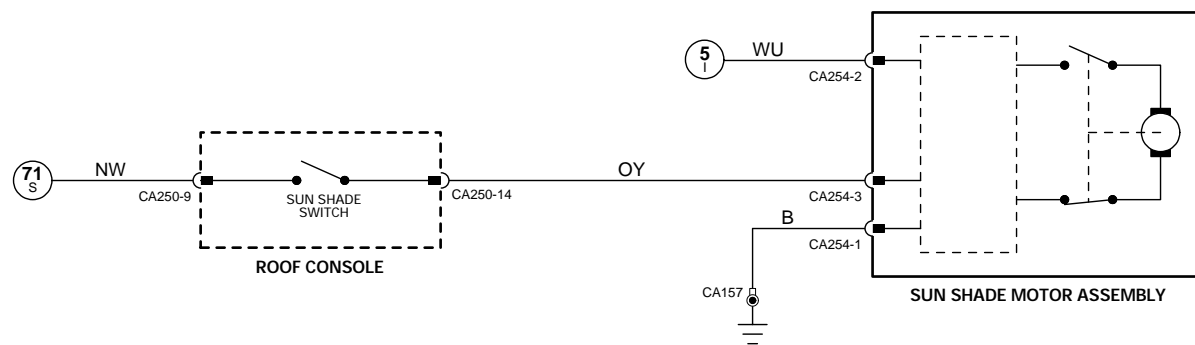 5
I
WU
CA254-2
71
S
NW
CA250-9
SUN SHADE
SWITCH
CA250-14
OY
CA254-3
B
CA254-1
ROOF CONSOLE
CA157
SUN SHADE MOTOR ASSEMBLY